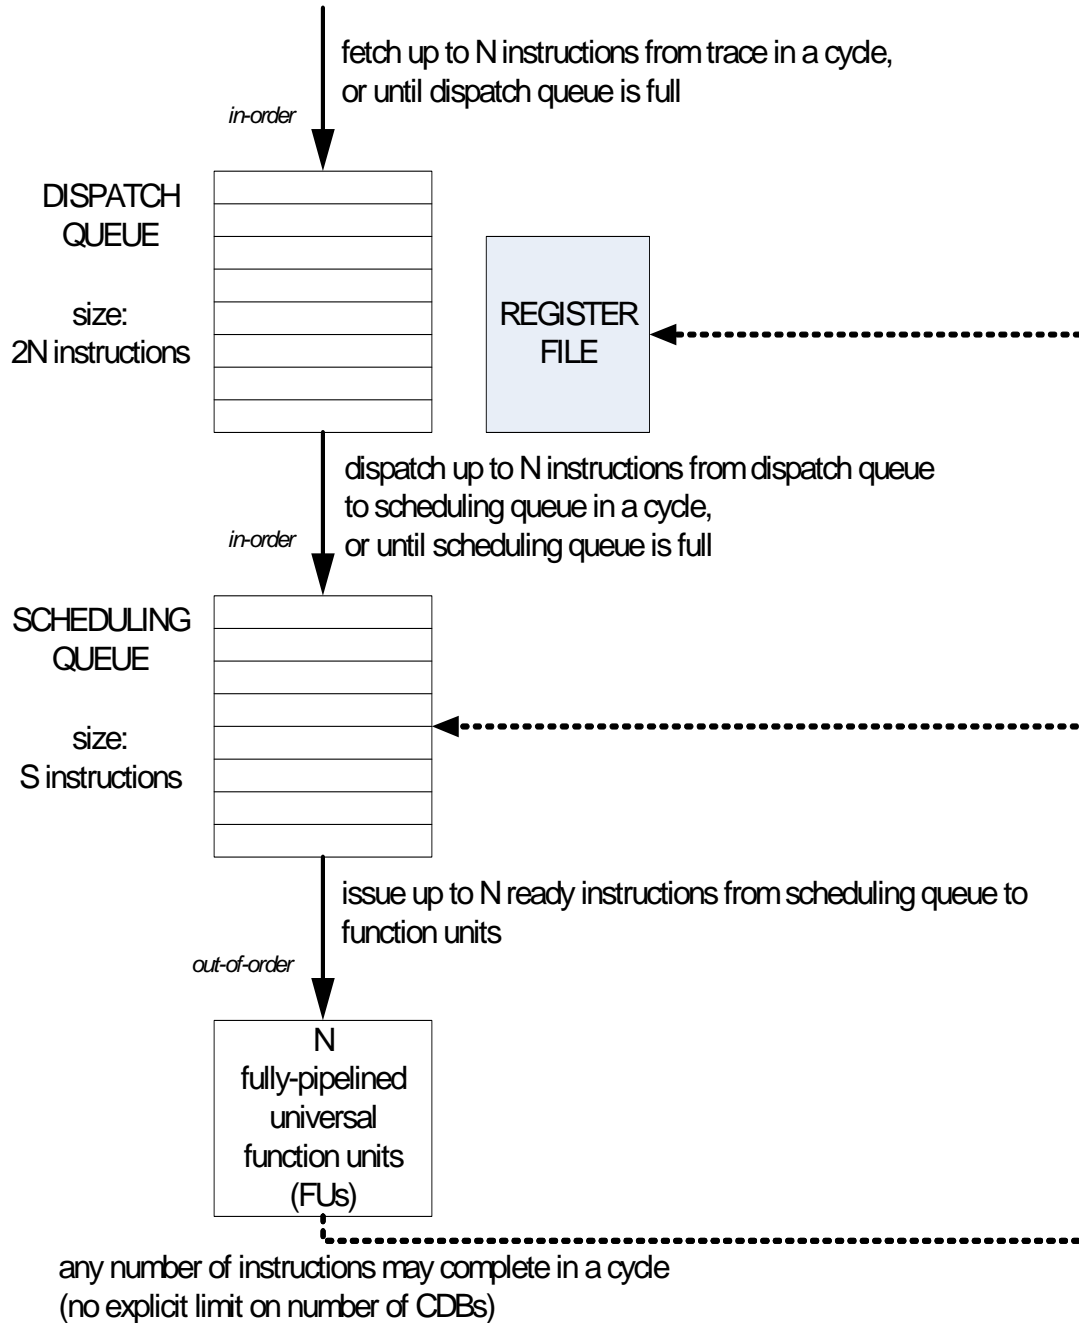 fetch up to N instructions from trace in a cycle,
or until dispatch queue is full
in-order
DISPATCH
QUEUE
size:
2N instructions
REGISTER
FILE
dispatch up to N instructions from dispatch queue
to scheduling queue in a cycle,
or until scheduling queue is full
in-order
SCHEDULING
QUEUE
size:
S instructions
issue up to N ready instructions from scheduling queue to
function units
out-of-order
N
fully-pipelined
universal
function units
(FUs)
any number of instructions may complete in a cycle
(no explicit limit on number of CDBs)